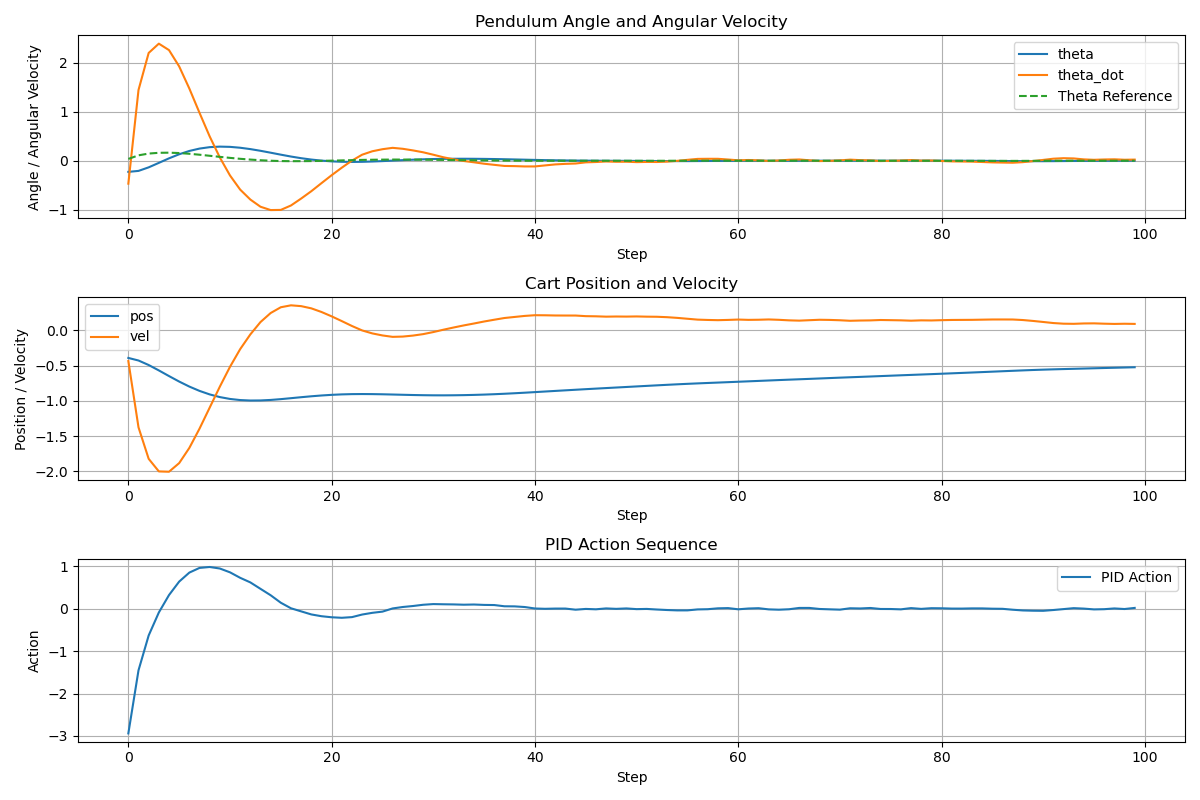 Pendulum Angle and Angular Velocity
Angle / Angular Velocity
2
1
0
−1
theta
theta_dot
Theta Reference
0 20 40 60 80 100
Step
Cart Position and Velocity
Position / Velocity
0.0
−0.5
−1.0
−1.5
−2.0
pos
vel
0 20 40 60 80 100
Step
PID Action Sequence
Action
1
0
−1
−2
−3
PID Action
0 20 40 60 80 100
Step